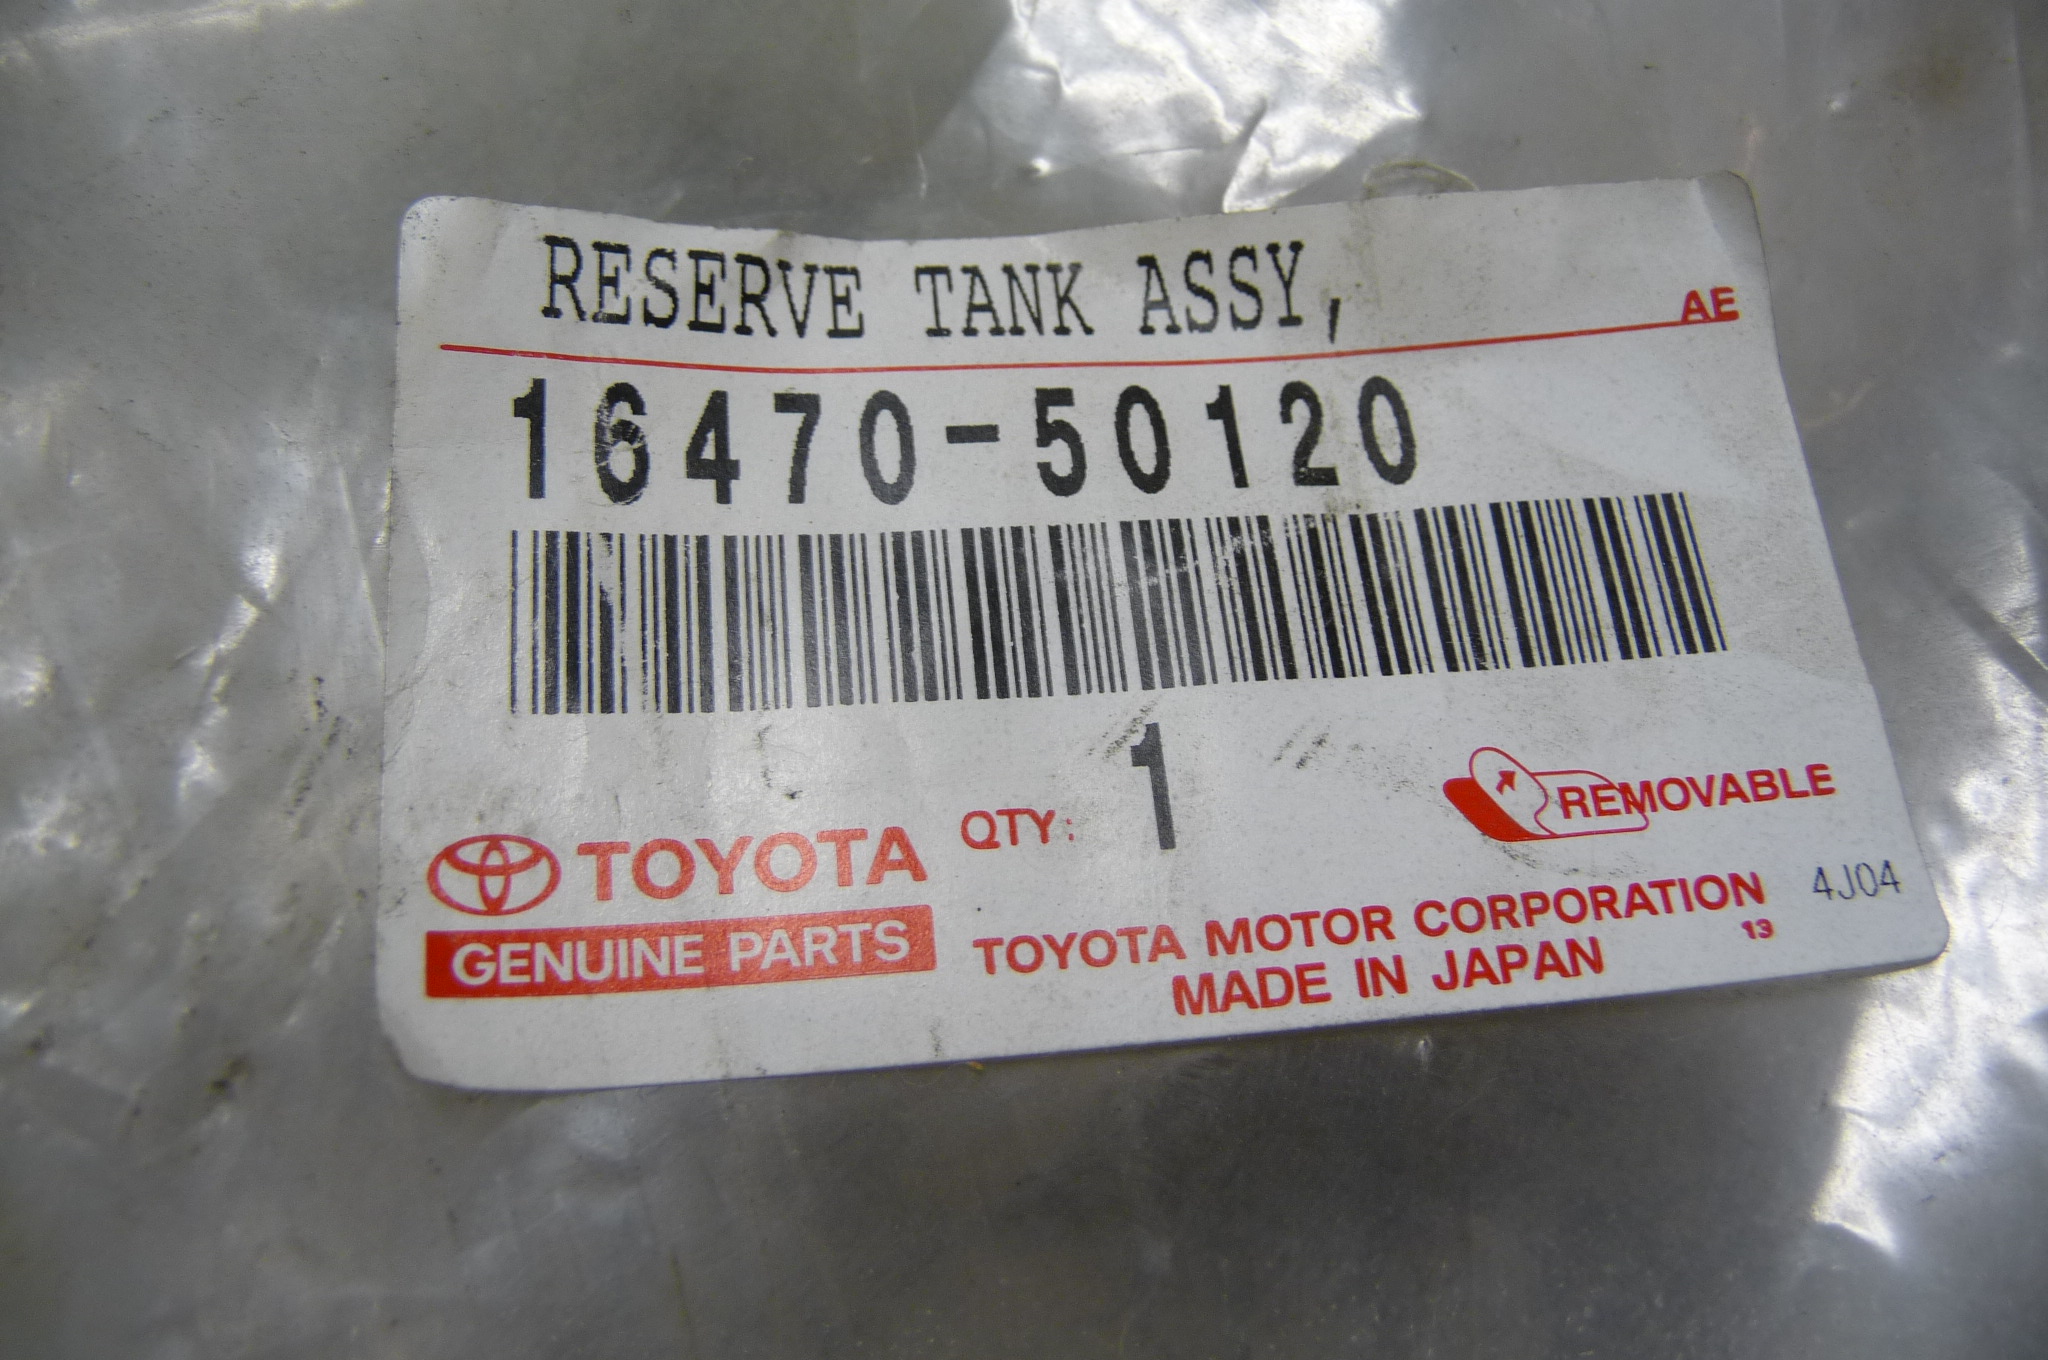 RESERVE TANK ASSY,
AE
16470-50120
QTY: 1
REMOVABLE
TOYOTA
GENUINE PARTS
TOYOTA MOTOR CORPORATION
4J04
13
MADE IN JAPAN